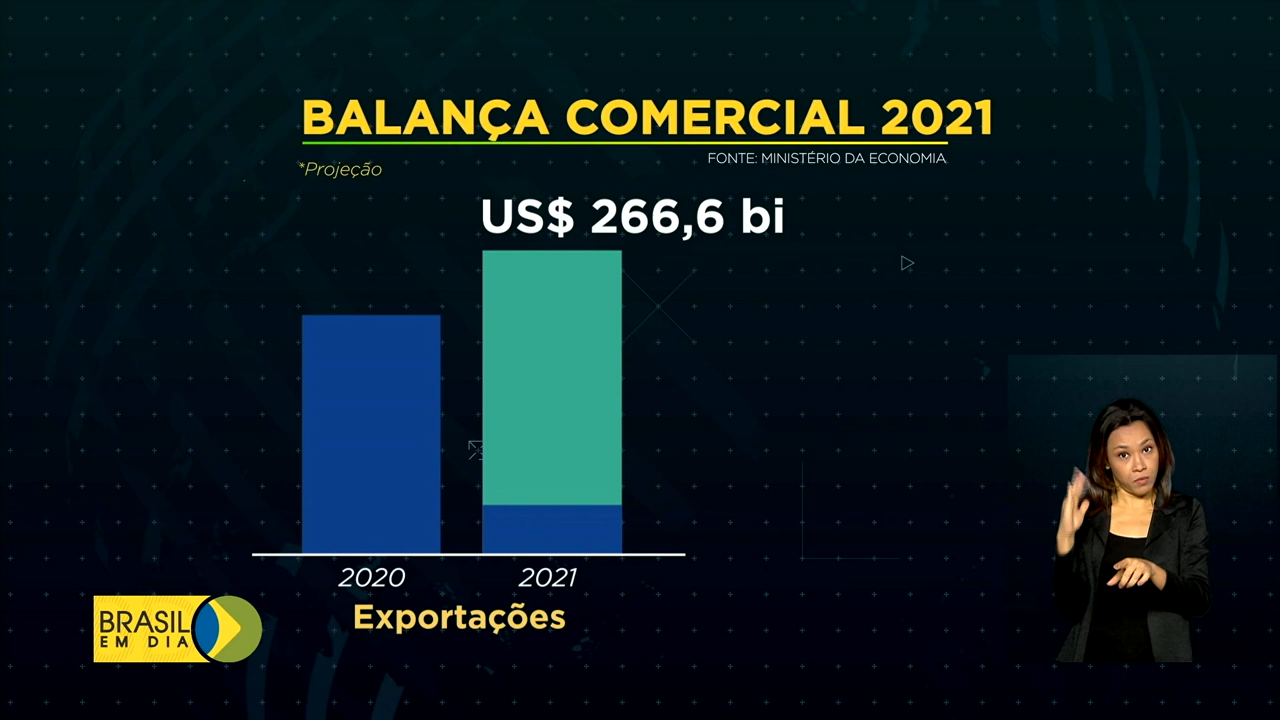 BALANÇA COMERCIAL 2021
FONTE: MINISTÉRIO DA ECONOMIA
*Projeção
US$ 266,6 bi
2020 2021
Exportações
BRASIL
EM DIA